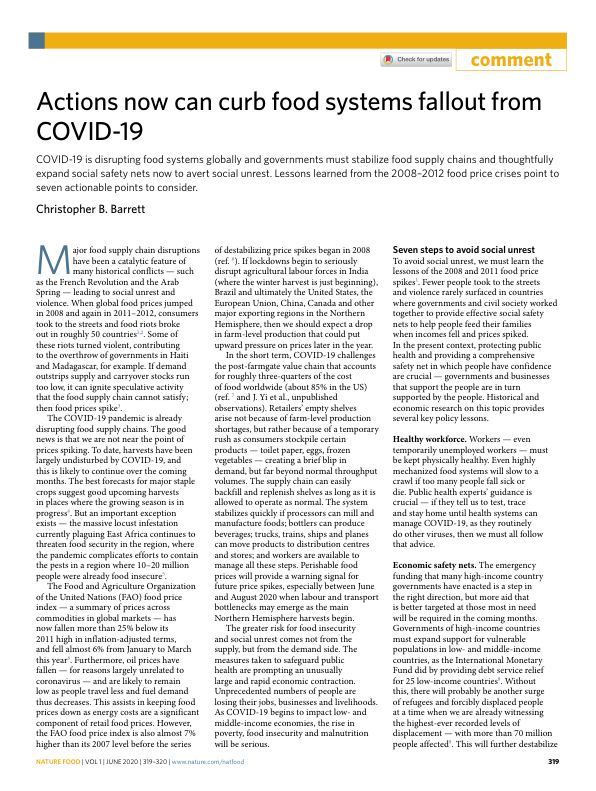 Check for updates
comment
Actions now can curb food systems fallout from
COVID-19
COVID-19 is disrupting food systems globally and governments must stabilize food supply chains and thoughtfully
expand social safety nets now to avert social unrest. Lessons learned from the 2008–2012 food price crises point to
seven actionable points to consider.
Christopher B. Barrett
Major food supply chain disruptions
have been a catalytic feature of
many historical conflicts — such
as the French Revolution and the Arab
Spring — leading to social unrest and
violence. When global food prices jumped
in 2008 and again in 2011–2012, consumers
took to the streets and food riots broke
out in roughly 50 countries1,2. Some of
these riots turned violent, contributing
to the overthrow of governments in Haiti
and Madagascar, for example. If demand
outstrips supply and carryover stocks run
too low, it can ignite speculative activity
that the food supply chain cannot satisfy;
then food prices spike3.
The COVID-19 pandemic is already
disrupting food supply chains. The good
news is that we are not near the point of
prices spiking. To date, harvests have been
largely undisturbed by COVID-19, and
this is likely to continue over the coming
months. The best forecasts for major staple
crops suggest good upcoming harvests
in places where the growing season is in
progress4. But an important exception
exists — the massive locust infestation
currently plaguing East Africa continues to
threaten food security in the region, where
the pandemic complicates efforts to contain
the pests in a region where 10–20 million
people were already food insecure5.
The Food and Agriculture Organization
of the United Nations (FAO) food price
index — a summary of prices across
commodities in global markets — has
now fallen more than 25% below its
2011 high in inflation-adjusted terms,
and fell almost 6% from January to March
this year6. Furthermore, oil prices have
fallen — for reasons largely unrelated to
coronavirus — and are likely to remain
low as people travel less and fuel demand
thus decreases. This assists in keeping food
prices down as energy costs are a significant
component of retail food prices. However,
the FAO food price index is also almost 7%
higher than its 2007 level before the series
of destabilizing price spikes began in 2008
(ref. 6). If lockdowns begin to seriously
disrupt agricultural labour forces in India
(where the winter harvest is just beginning),
Brazil and ultimately the United States, the
European Union, China, Canada and other
major exporting regions in the Northern
Hemisphere, then we should expect a drop
in farm-level production that could put
upward pressure on prices later in the year.
In the short term, COVID-19 challenges
the post-farmgate value chain that accounts
for roughly three-quarters of the cost
of food worldwide (about 85% in the US)
(ref. 7 and J. Yi et al., unpublished
observations). Retailers' empty shelves
arise not because of farm-level production
shortages, but rather because of a temporary
rush as consumers stockpile certain
products — toilet paper, eggs, frozen
vegetables — creating a brief blip in
demand, but far beyond normal throughput
volumes. The supply chain can easily
backfill and replenish shelves as long as it is
allowed to operate as normal. The system
stabilizes quickly if processors can mill and
manufacture foods; bottlers can produce
beverages; trucks, trains, ships and planes
can move products to distribution centres
and stores; and workers are available to
manage all these steps. Perishable food
prices will provide a warning signal for
future price spikes, especially between June
and August 2020 when labour and transport
bottlenecks may emerge as the main
Northern Hemisphere harvests begin.
The greater risk for food insecurity
and social unrest comes not from the
supply, but from the demand side. The
measures taken to safeguard public
health are prompting an unusually
large and rapid economic contraction.
Unprecedented numbers of people are
losing their jobs, businesses and livelihoods.
As COVID-19 begins to impact low- and
middle-income economies, the rise in
poverty, food insecurity and malnutrition
will be serious.
Seven steps to avoid social unrest
To avoid social unrest, we must learn the
lessons of the 2008 and 2011 food price
spikes1. Fewer people took to the streets
and violence rarely surfaced in countries
where governments and civil society worked
together to provide effective social safety
nets to help people feed their families
when incomes fell and prices spiked.
In the present context, protecting public
health and providing a comprehensive
safety net in which people have confidence
are crucial — governments and businesses
that support the people are in turn
supported by the people. Historical and
economic research on this topic provides
several key policy lessons.
Healthy workforce. Workers — even
temporarily unemployed workers — must
be kept physically healthy. Even highly
mechanized food systems will slow to a
crawl if too many people fall sick or
die. Public health experts' guidance is
crucial — if they tell us to test, trace
and stay home until health systems can
manage COVID-19, as they routinely
do other viruses, then we must all follow
that advice.
Economic safety nets. The emergency
funding that many high-income country
governments have enacted is a step in
the right direction, but more aid that
is better targeted at those most in need
will be required in the coming months.
Governments of high-income countries
must expand support for vulnerable
populations in low- and middle-income
countries, as the International Monetary
Fund did by providing debt service relief
for 25 low-income countries8. Without
this, there will probably be another surge
of refugees and forcibly displaced people
at a time when we are already witnessing
the highest-ever recorded levels of
displacement — with more than 70 million
people affected9. This will further destabilize
NATURE FOOD | VOL 1 | JUNE 2020 | 319–320 | www.nature.com/natfood
319